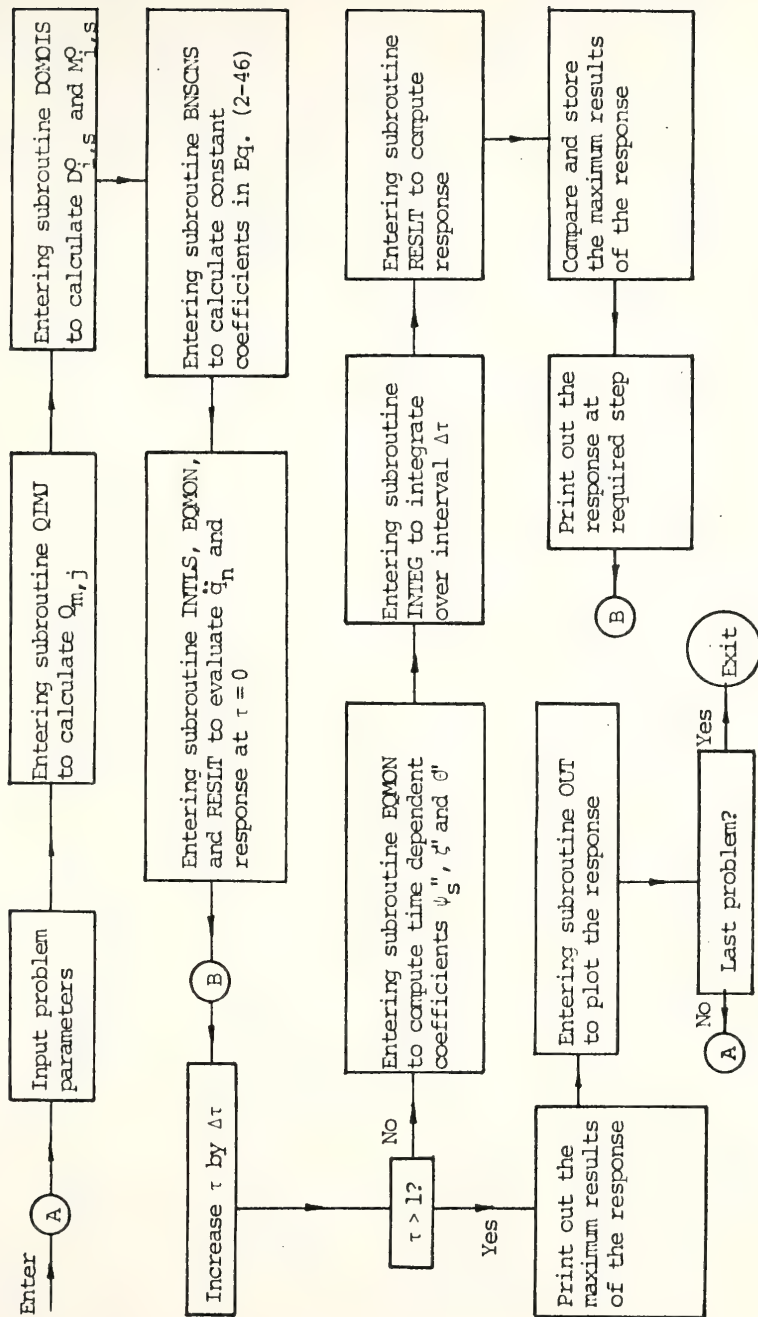 Enter
A
Input problem
parameters
Entering subroutine QIMJ
to calculate Qm,j
Entering subroutine DOMOIS
to calculate D°i,s and M°i,s
Entering subroutine BNSCNS
to calculate constant
coefficients in Eq. (2-46)
Entering subroutine INTLS, EQMON,
and RESLT to evaluate q̈n and
response at τ = 0
B
Increase τ by Δτ
τ > 1?
No
Yes
Entering subroutine EQMON
to compute time dependent
coefficients ψs", ζ" and θ"
Entering subroutine
INTEG to integrate
over interval Δτ
Entering subroutine
RESLT to compute
response
Compare and store
the maximum results
of the response
Print out the
response at
required step
B
Print out the
maximum results
of the response
Entering subroutine OUT
to plot the response
Last problem?
No
A
Yes
Exit